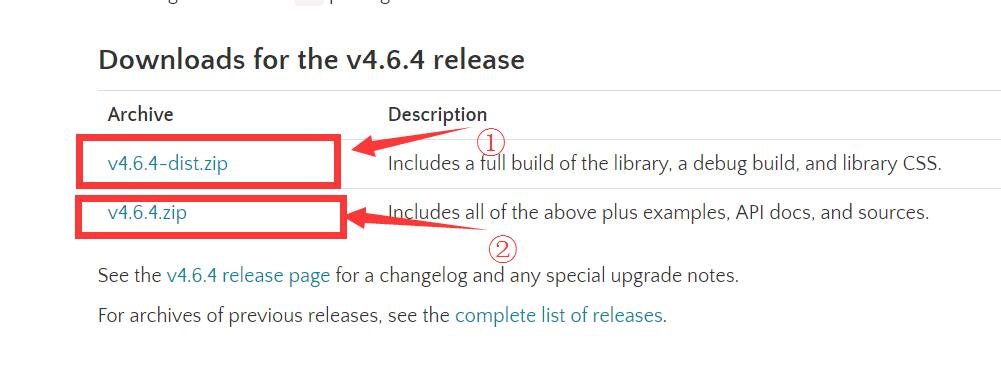 Downloads for the v4.6.4 release
Archive Description
①
v4.6.4-dist.zip Includes a full build of the library, a debug build, and library CSS.
v4.6.4.zip Includes all of the above plus examples, API docs, and sources.
②
See the v4.6.4 release page for a changelog and any special upgrade notes.
For archives of previous releases, see the complete list of releases.